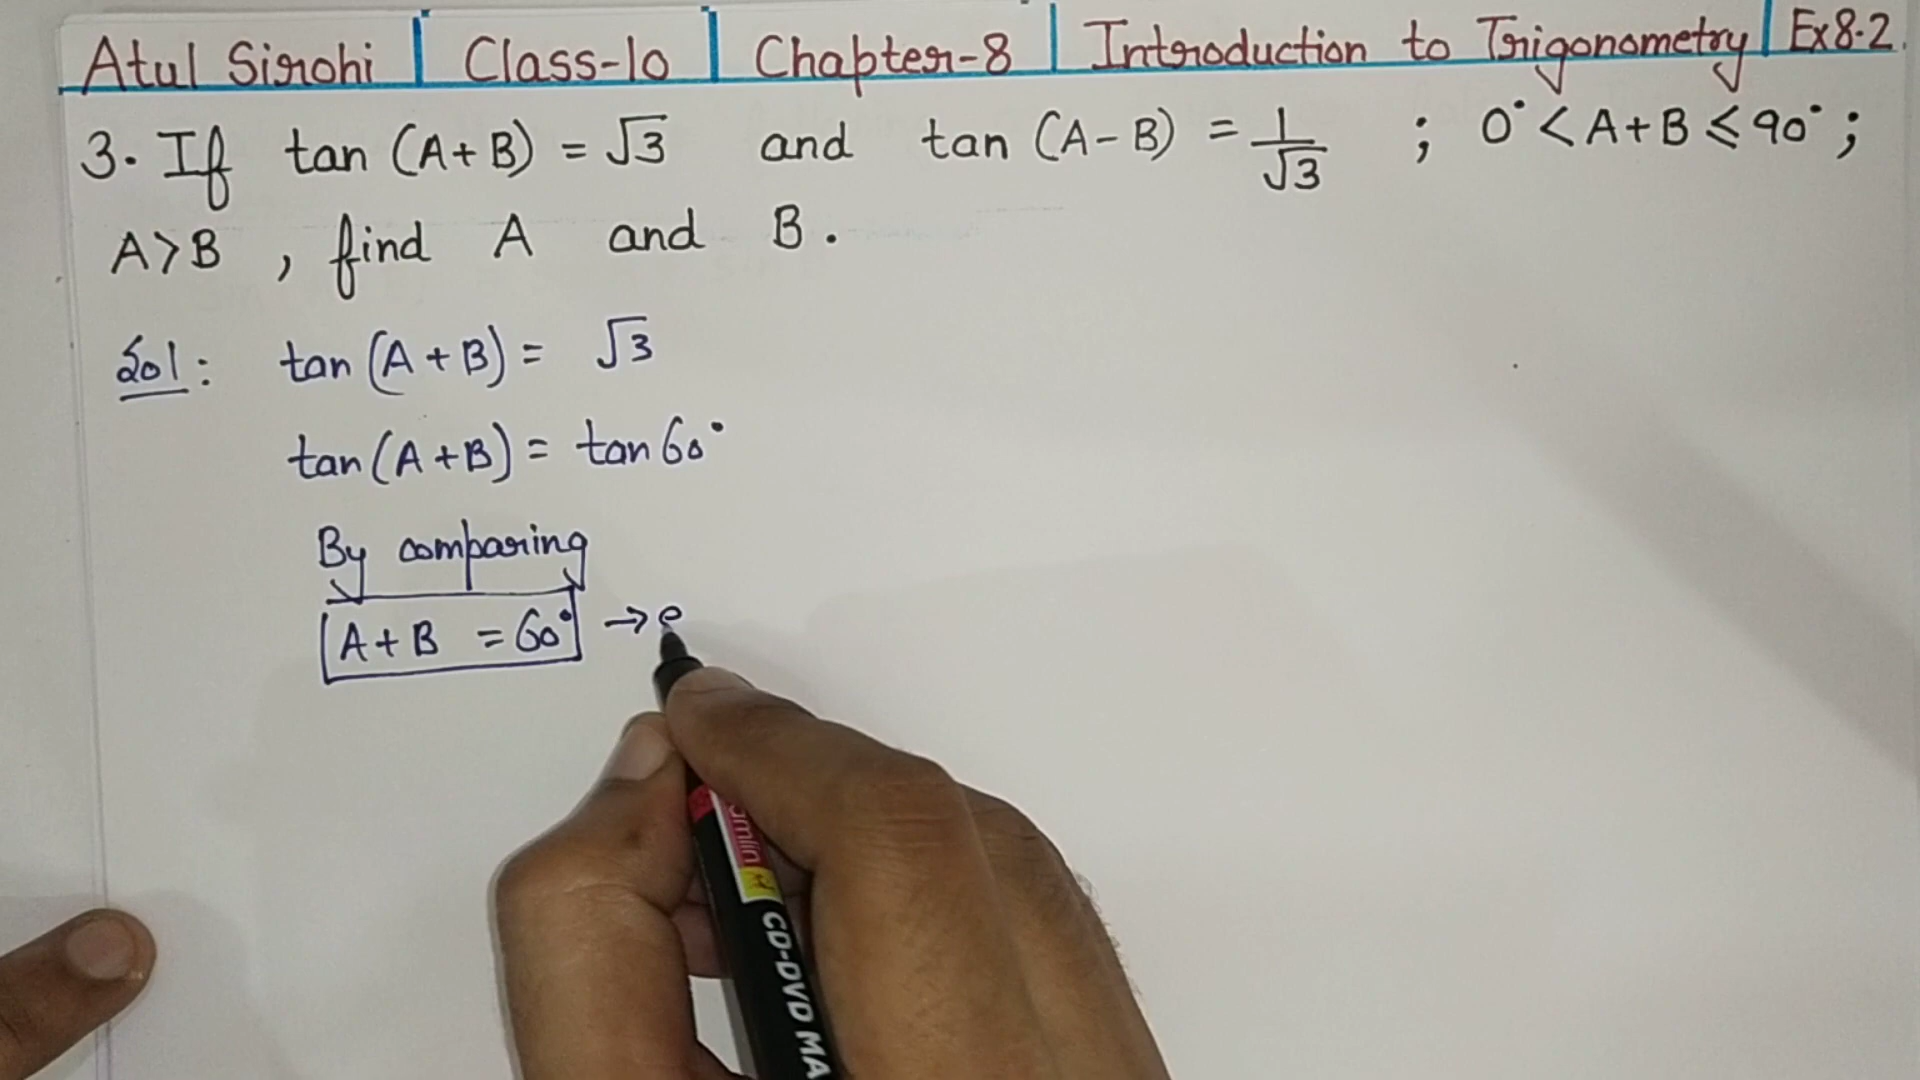 Atul Sirohi | Class-10 | Chapter-8 | Introduction to Trigonometry | Ex 8.2
3. If tan (A+B) = √3 and tan (A-B) = 1/√3 ; 0° < A+B ≤ 90° ;
A>B , find A and B.
Sol: tan (A+B) = √3
tan (A+B) = tan 60°
By comparing
A+B = 60° → e
CD-DVD MA